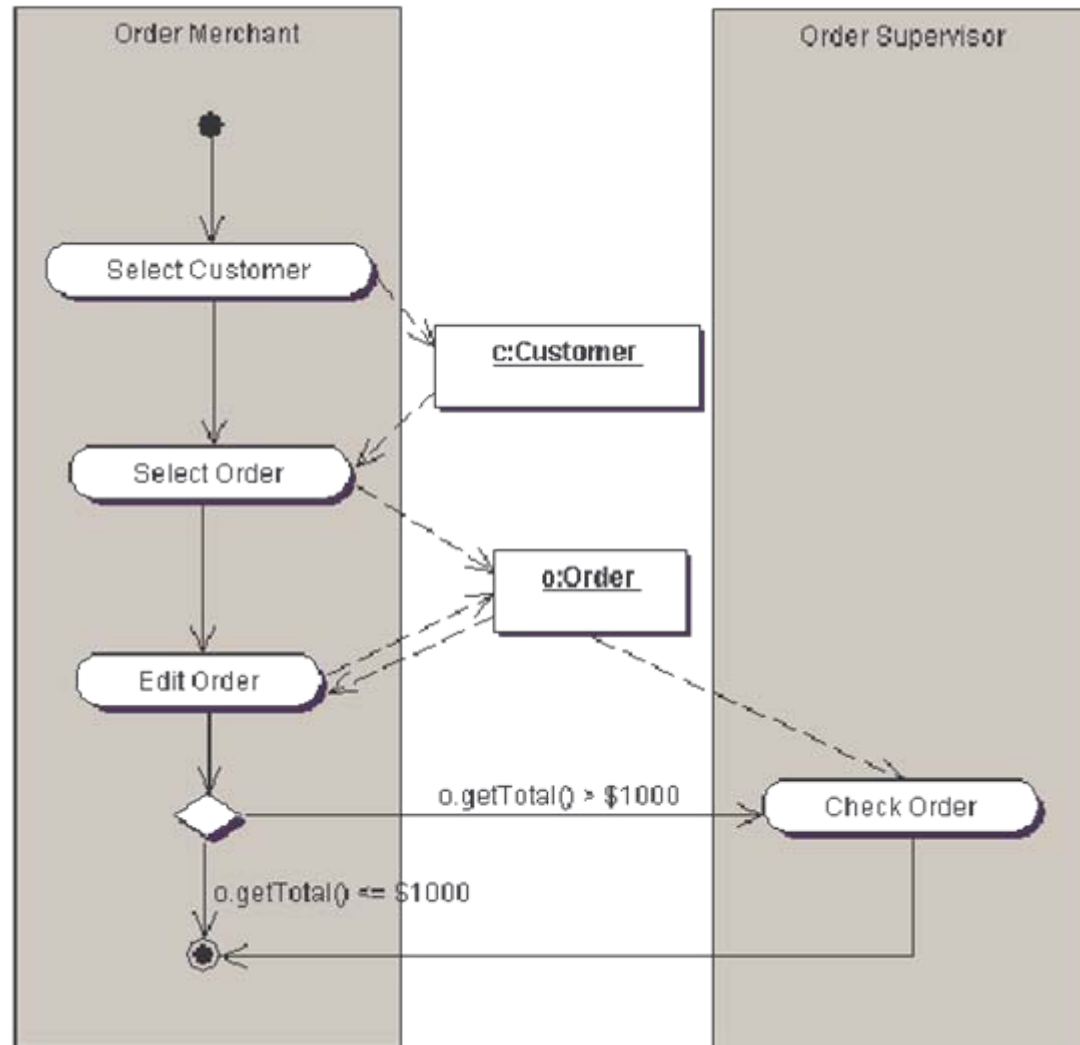 Order Merchant
Order Supervisor
Select Customer
c:Customer
Select Order
o:Order
Edit Order
o.getTotal() > $1000
Check Order
o.getTotal() <= $1000